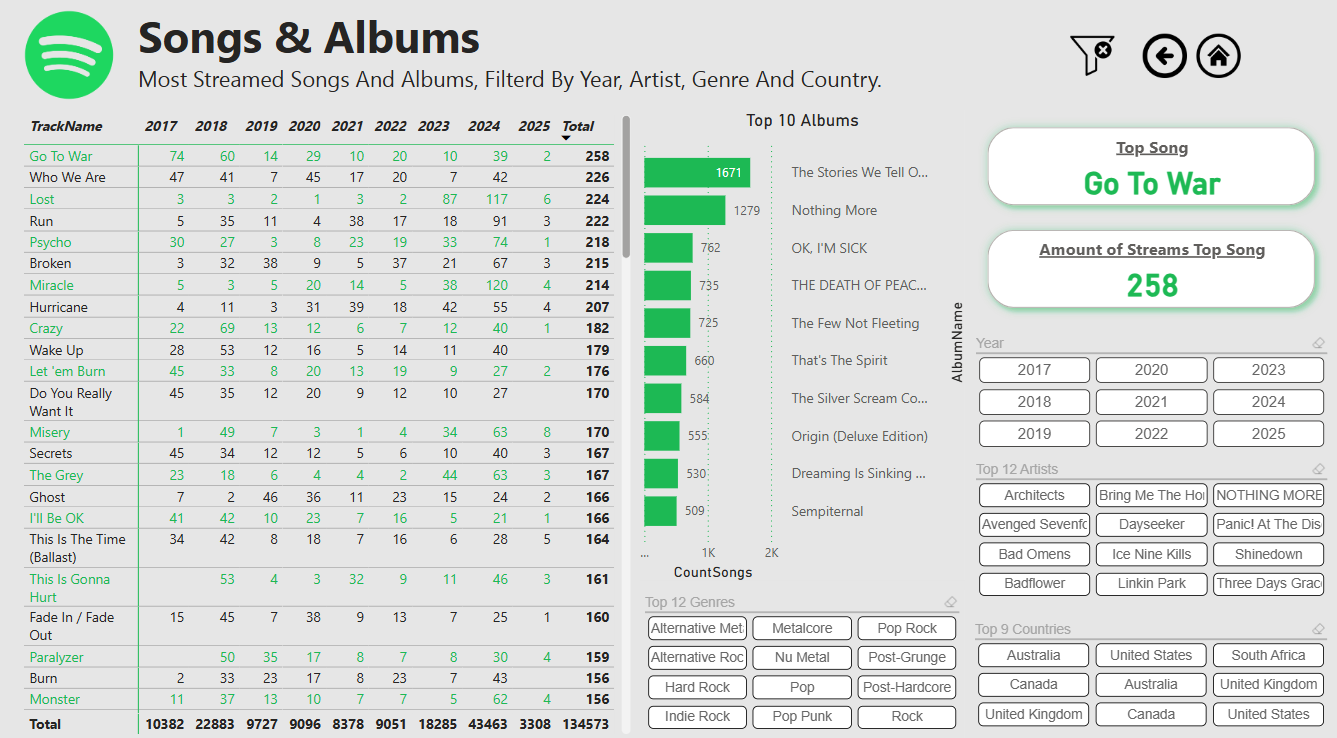 Songs & Albums
Most Streamed Songs And Albums, Filterd By Year, Artist, Genre And Country.
TrackName 2017 2018 2019 2020 2021 2022 2023 2024 2025 Total
Go To War 74 60 14 29 10 20 10 39 2 258
Who We Are 47 41 7 45 17 20 7 42 226
Lost 3 3 2 1 3 2 87 117 6 224
Run 5 35 11 4 38 17 18 91 3 222
Psycho 30 27 3 8 23 19 33 74 1 218
Broken 3 32 38 9 5 37 21 67 3 215
Miracle 5 3 5 20 14 5 38 120 4 214
Hurricane 4 11 3 31 39 18 42 55 4 207
Crazy 22 69 13 12 6 7 12 40 1 182
Wake Up 28 53 12 16 5 14 11 40 179
Let 'em Burn 45 33 8 20 13 19 9 27 2 176
Do You Really 45 35 12 20 9 12 10 27 170
Want It
Misery 1 49 7 3 1 4 34 63 8 170
Secrets 45 34 12 12 5 6 10 40 3 167
The Grey 23 18 6 4 4 2 44 63 3 167
Ghost 7 2 46 36 11 23 15 24 2 166
I'll Be OK 41 42 10 23 7 16 5 21 1 166
This Is The Time 34 42 8 18 7 16 6 28 5 164
(Ballast)
This Is Gonna 53 4 3 32 9 11 46 3 161
Hurt
Fade In / Fade 15 45 7 38 9 13 7 25 1 160
Out
Paralyzer 50 35 17 8 7 8 30 4 159
Burn 2 33 23 17 8 23 7 43 156
Monster 11 37 13 10 7 7 5 62 4 156
Total 10382 22883 9727 9096 8378 9051 18285 43463 3308 134573
Top 10 Albums
1671 The Stories We Tell O...
1279 Nothing More
762 OK, I'M SICK
735 THE DEATH OF PEAC...
725 The Few Not Fleeting
660 That's The Spirit
584 The Silver Scream Co...
555 Origin (Deluxe Edition)
530 Dreaming Is Sinking ...
509 Sempiternal
... 1K 2K
CountSongs
AlbumName
Top 12 Genres
Alternative Met Metalcore Pop Rock
Alternative Roc Nu Metal Post-Grunge
Hard Rock Pop Post-Hardcore
Indie Rock Pop Punk Rock
Top Song
Go To War
Amount of Streams Top Song
258
Year
2017 2020 2023
2018 2021 2024
2019 2022 2025
Top 12 Artists
Architects Bring Me The Hor NOTHING MORE
Avenged Sevenfo Dayseeker Panic! At The Dis
Bad Omens Ice Nine Kills Shinedown
Badflower Linkin Park Three Days Grac
Top 9 Countries
Australia United States South Africa
Canada Australia United Kingdom
United Kingdom Canada United States